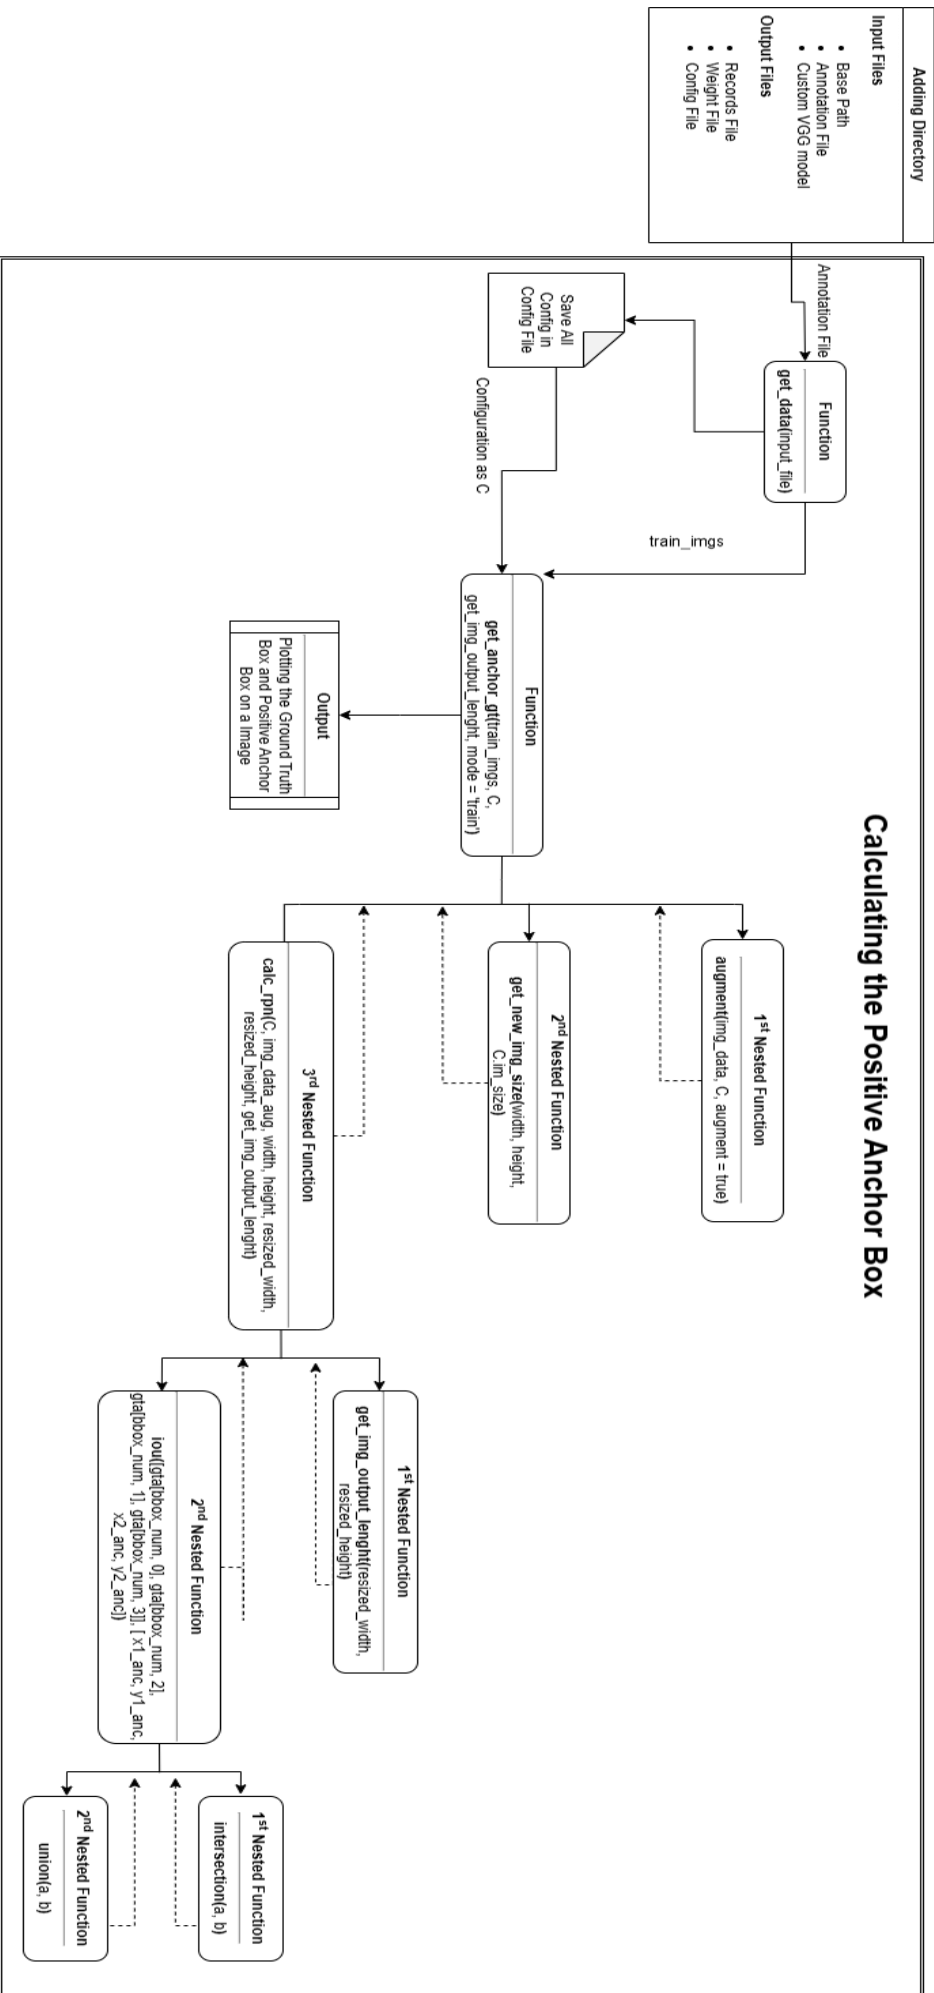 Adding Directory
Input Files
Base Path
Annotation File
Custom VGG model
Output Files
Records File
Weight File
Config File
Calculating the Positive Anchor Box
Annotation File
Function
get_data(input_file)
Save All
Config in
Config File
Configuration as C
train_imgs
Function
get_anchor_gt(train_imgs, C,
get_img_output_lenght, mode = 'train')
Output
Plotting the Ground Truth
Box and Positive Anchor
Box on a Image
1st Nested Function
augment(img_data, C, augment = true)
2nd Nested Function
get_new_img_size(width, height,
C.im_size)
3rd Nested Function
calc_rpn(C, img_data_aug, width, height, resized_width,
resized_height, get_img_output_lenght)
1st Nested Function
get_img_output_lenght(resized_width,
resized_height)
2nd Nested Function
iou([gta[bbox_num, 0], gta[bbox_num, 2],
gta[bbox_num, 1], gta[bbox_num, 3]], [ x1_anc, y1_anc,
x2_anc, y2_anc])
1st Nested Function
intersection(a, b)
2nd Nested Function
union(a, b)